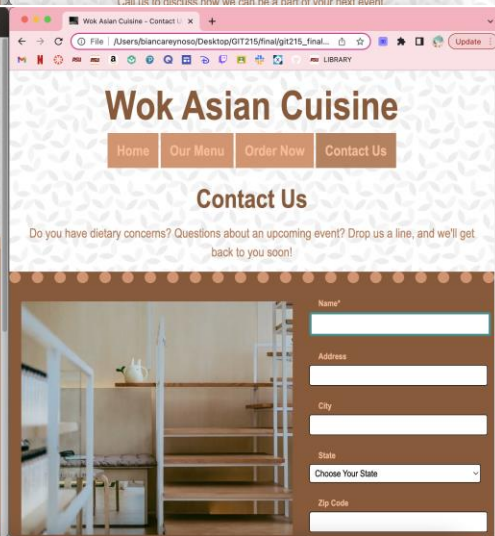 Call us to discuss how we can be a part of your next event
Wok Asian Cuisine - Contact U
File | /Users/biancareynoso/Desktop/GIT215/final/git215_final...
Update
LIBRARY
Wok Asian Cuisine
Home Our Menu Order Now Contact Us
Contact Us
Do you have dietary concerns? Questions about an upcoming event? Drop us a line, and we'll get
back to you soon!
Name*
Address
City
State
Choose Your State
Zip Code